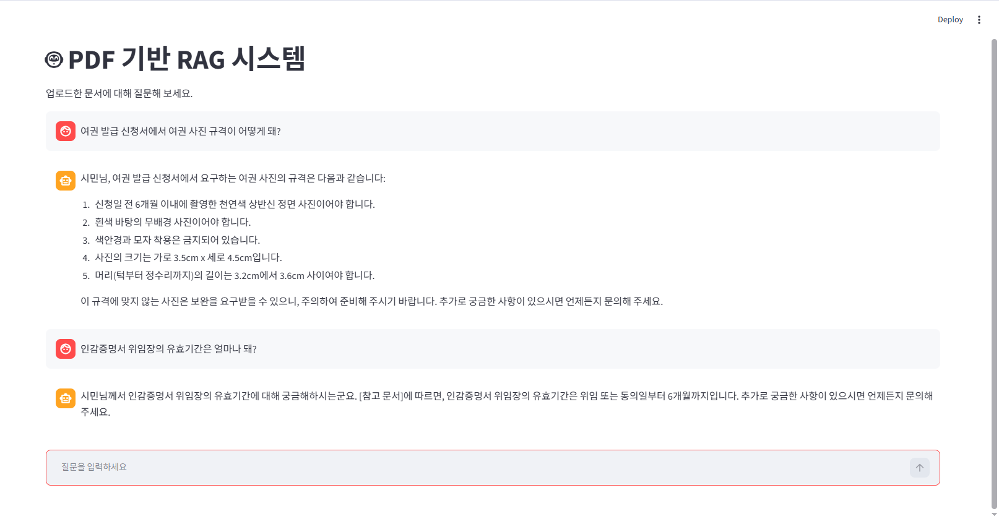 Deploy
PDF 기반 RAG 시스템
업로드한 문서에 대해 질문해 보세요.
여권 발급 신청서에서 여권 사진 규격이 어떻게 돼?
시민님, 여권 발급 신청서에서 요구하는 여권 사진의 규격은 다음과 같습니다:
1. 신청일 전 6개월 이내에 촬영한 천연색 상반신 정면 사진이어야 합니다.
2. 흰색 바탕의 무배경 사진이어야 합니다.
3. 색안경과 모자 착용은 금지되어 있습니다.
4. 사진의 크기는 가로 3.5cm x 세로 4.5cm입니다.
5. 머리(턱부터 정수리까지)의 길이는 3.2cm에서 3.6cm 사이여야 합니다.
이 규격에 맞지 않는 사진은 보완을 요구받을 수 있으니, 주의하여 준비해 주시기 바랍니다. 추가로 궁금한 사항이 있으시면 언제든지 문의해 주세요.
인감증명서 위임장의 유효기간은 얼마나 돼?
시민님께서 인감증명서 위임장의 유효기간에 대해 궁금해하시는군요. [참고 문서]에 따르면, 인감증명서 위임장의 유효기간은 위임 또는 동의일부터 6개월까지입니다. 추가로 궁금한 사항이 있으시면 언제든지 문의해
주세요.
질문을 입력하세요